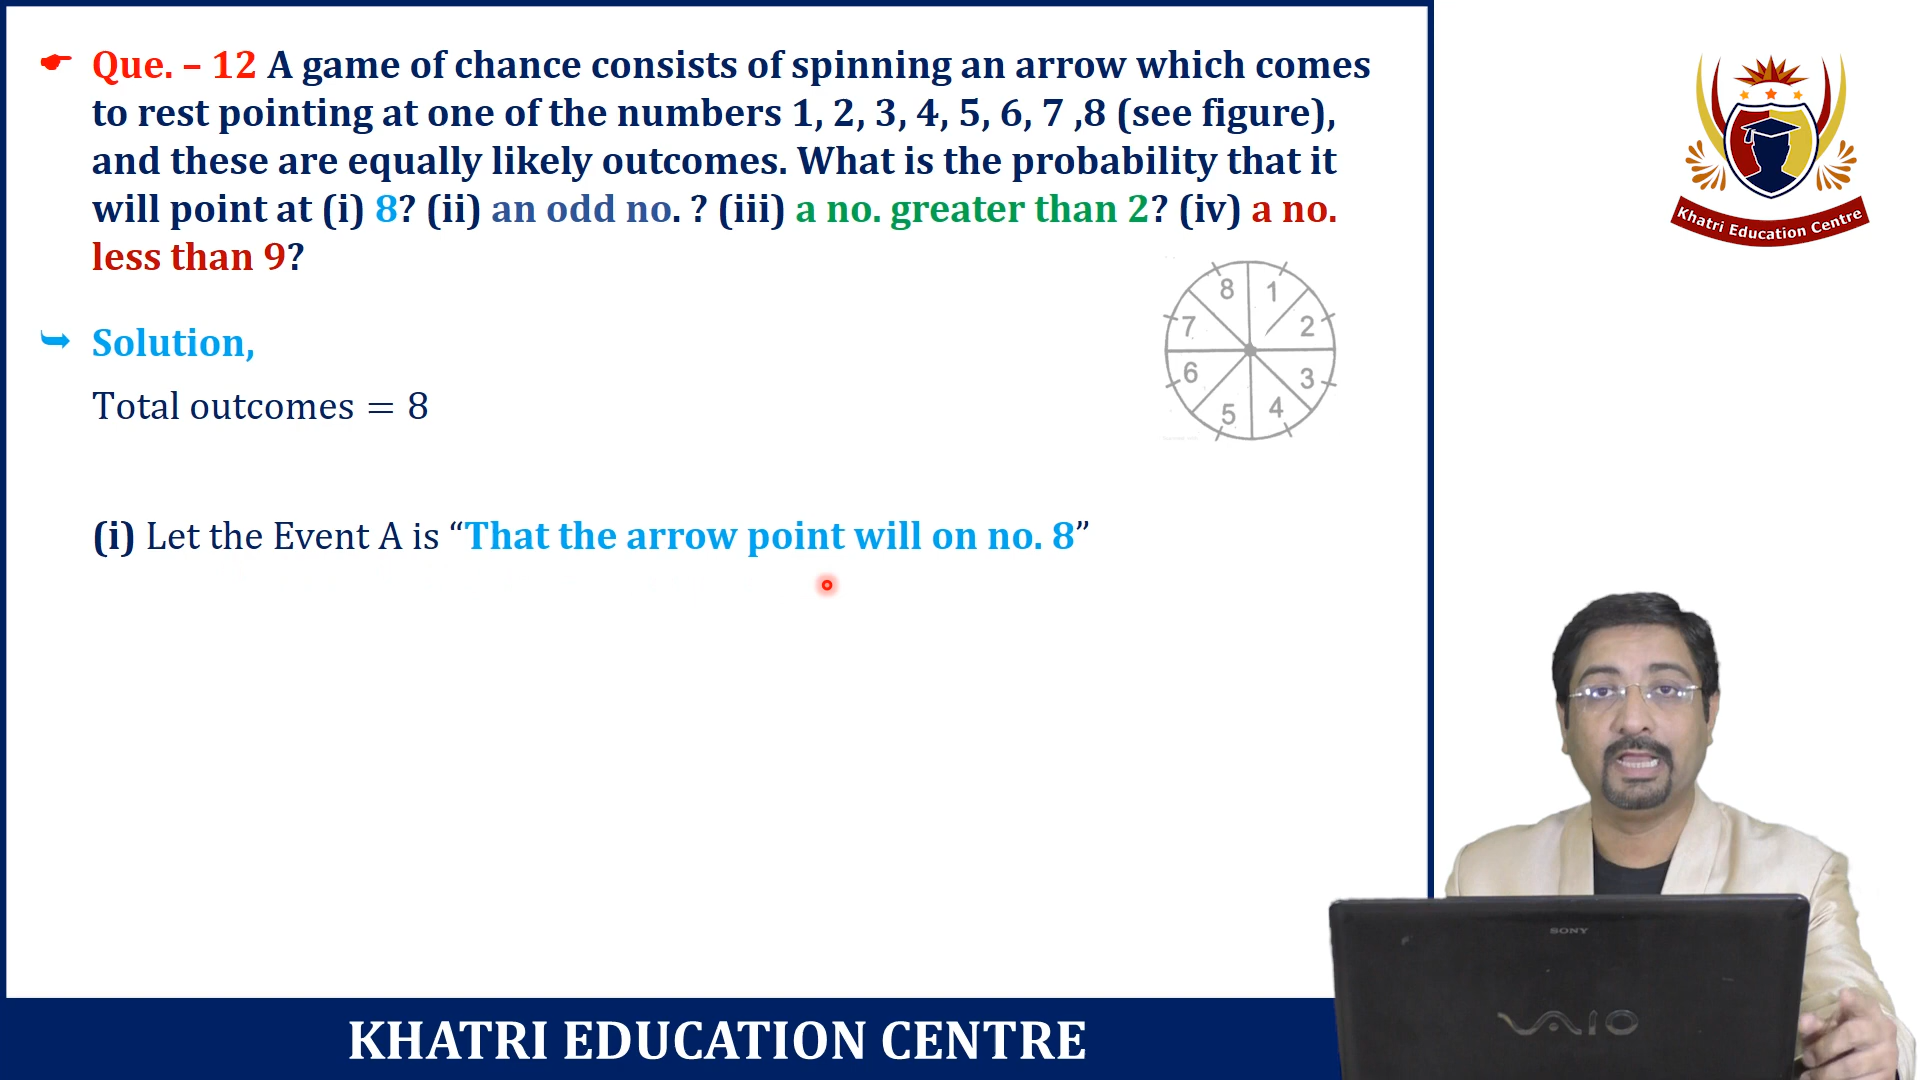 Que. – 12 A game of chance consists of spinning an arrow which comes
to rest pointing at one of the numbers 1, 2, 3, 4, 5, 6, 7 ,8 (see figure),
and these are equally likely outcomes. What is the probability that it
will point at (i) 8? (ii) an odd no. ? (iii) a no. greater than 2? (iv) a no.
less than 9?
Khatri Education Centre
8 1
7 2
6 3
5 4
Solution,
Total outcomes = 8
(i) Let the Event A is “That the arrow point will on no. 8”
SONY
VAIO
KHATRI EDUCATION CENTRE